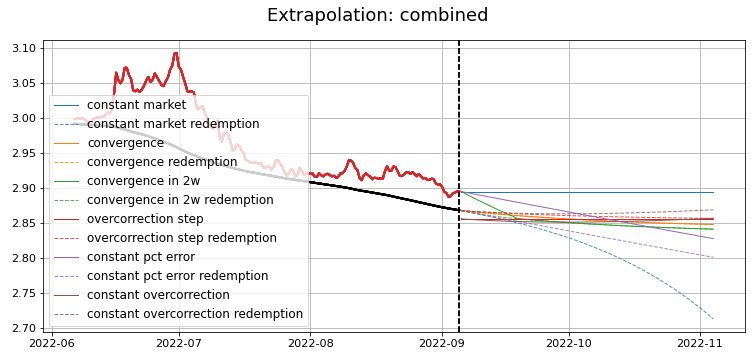 Extrapolation: combined
3.10
3.05
3.00
2.95
2.90
2.85
2.80
2.75
2.70
constant market
constant market redemption
convergence
convergence redemption
convergence in 2w
convergence in 2w redemption
overcorrection step
overcorrection step redemption
constant pct error
constant pct error redemption
constant overcorrection
constant overcorrection redemption
2022-06 2022-07 2022-08 2022-09 2022-10 2022-11